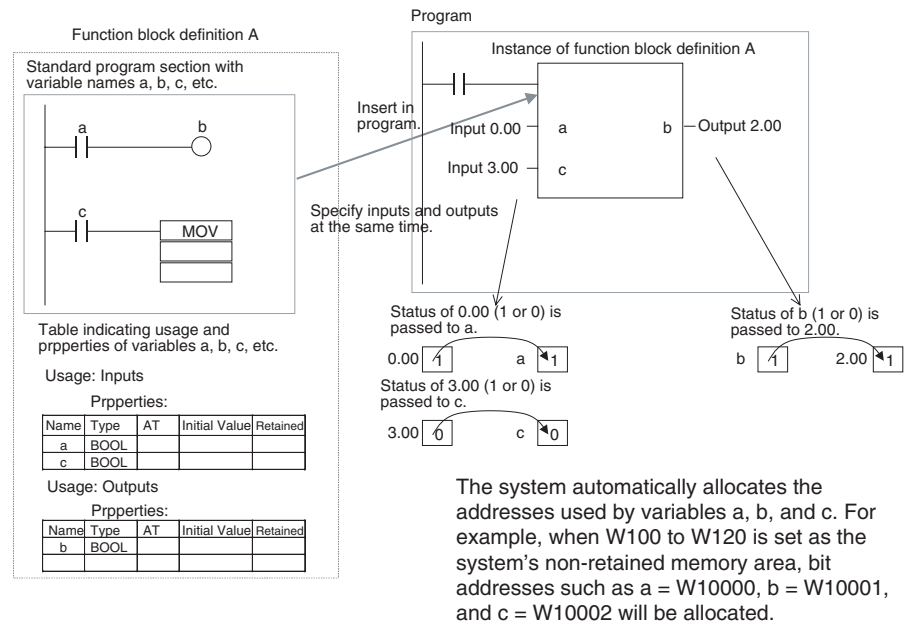 Function block definition A
Standard program section with
variable names a, b, c, etc.
a
b
c
MOV
Table indicating usage and
prpperties of variables a, b, c, etc.
Usage: Inputs
Prpperties:
Name Type AT Initial Value Retained
a BOOL
c BOOL
Usage: Outputs
Prpperties:
Name Type AT Initial Value Retained
b BOOL
Program
Instance of function block definition A
Insert in
program.
Input 0.00 a b Output 2.00
Input 3.00 c
Specify inputs and outputs
at the same time.
Status of 0.00 (1 or 0) is
passed to a.
0.00 1 a 1
Status of 3.00 (1 or 0) is
passed to c.
3.00 0 c 0
Status of b (1 or 0) is
passed to 2.00.
b 1 2.00 1
The system automatically allocates the
addresses used by variables a, b, and c. For
example, when W100 to W120 is set as the
system's non-retained memory area, bit
addresses such as a = W10000, b = W10001,
and c = W10002 will be allocated.